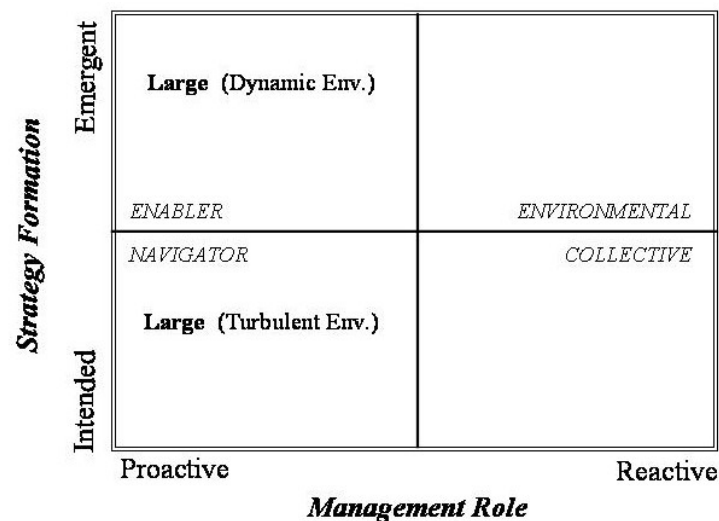 Strategy Formation
Emergent
Intended
Large (Dynamic Env.)
ENABLER
ENVIRONMENTAL
NAVIGATOR
COLLECTIVE
Large (Turbulent Env.)
Proactive
Reactive
Management Role